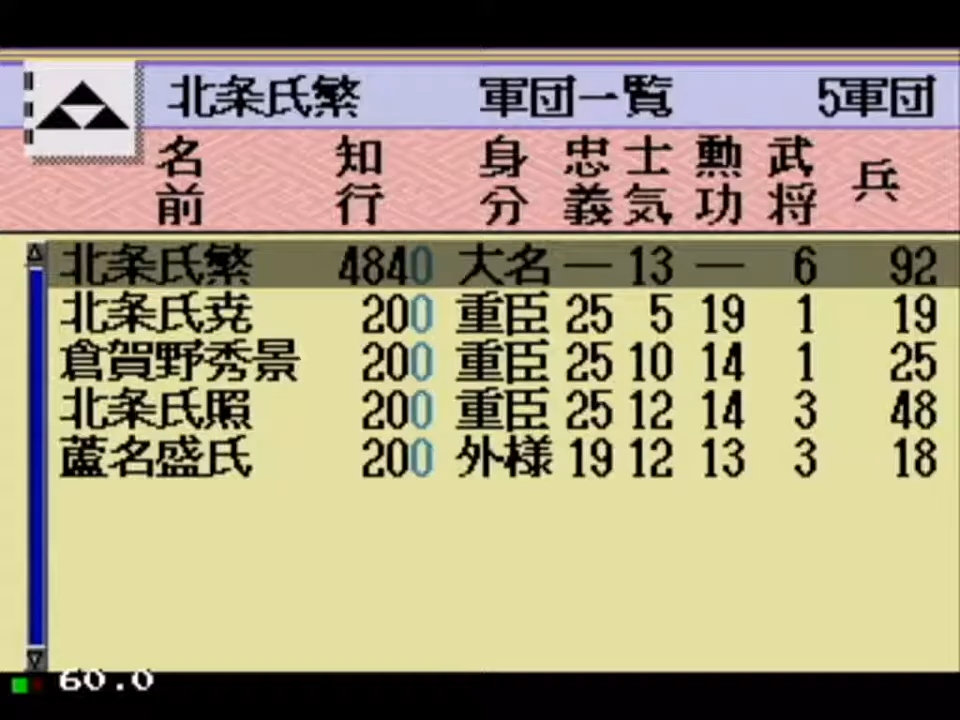 北条氏繁 軍団一覧 5軍団
名前 知行 身分 忠義 士気 勲功 武将 兵
北条氏繁 4840 大名 — 13 — 6 92
北条氏尭 200 重臣 25 5 19 1 19
倉賀野秀景 200 重臣 25 10 14 1 25
北条氏照 200 重臣 25 12 14 3 48
蘆名盛氏 200 外様 19 12 13 3 18
60.0